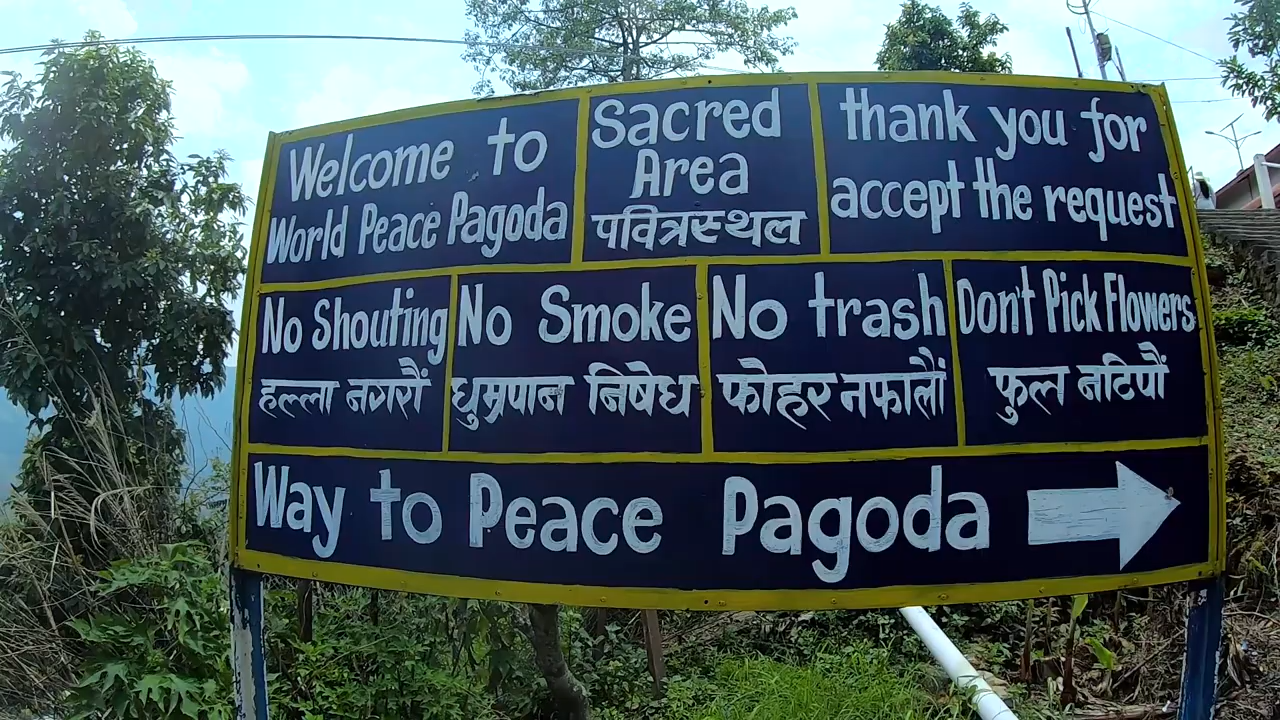 Welcome to
World Peace Pagoda
Sacred
Area
पवित्रस्थल
thank you for
accept the request
No Shouting
हल्ला नगरौं
No Smoke
धुम्रपान निषेध
No trash
फोहर नफालौं
Don't Pick Flowers
फुल नटिपौं
Way to Peace Pagoda